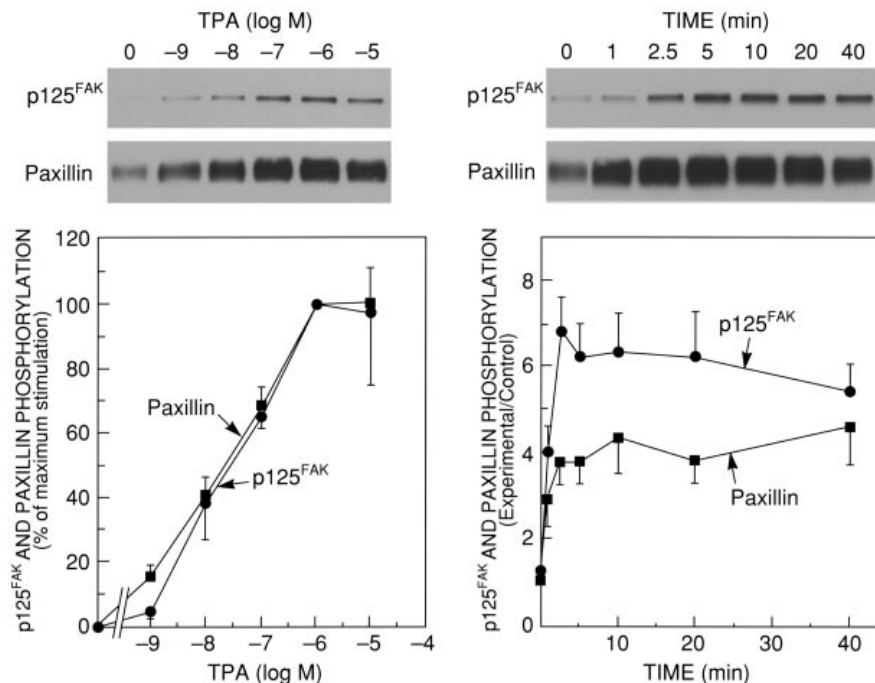 TPA (log M)
0 –9 –8 –7 –6 –5
p125FAK
Paxillin
120
100
80
60
40
20
0
p125FAK AND PAXILLIN PHOSPHORYLATION
(% of maximum stimulation)
Paxillin
p125FAK
–9 –8 –7 –6 –5 –4
TPA (log M)
TIME (min)
0 1 2.5 5 10 20 40
p125FAK
Paxillin
8
6
4
2
0
p125FAK AND PAXILLIN PHOSPHORYLATION
(Experimental/Control)
p125FAK
Paxillin
10 20 30 40
TIME (min)